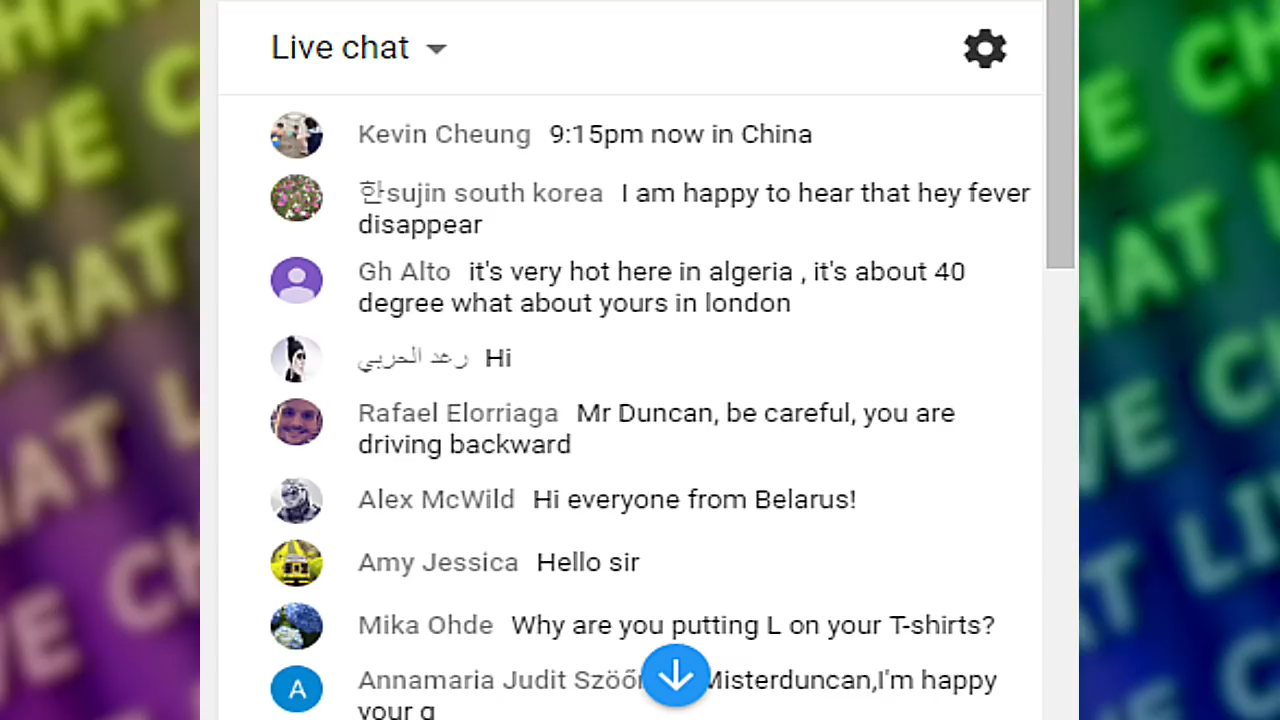 Live chat
Kevin Cheung 9:15pm now in China
한sujin south korea I am happy to hear that hey fever
disappear
Gh Alto it's very hot here in algeria , it's about 40
degree what about yours in london
رعد الحربي Hi
Rafael Elorriaga Mr Duncan, be careful, you are
driving backward
Alex McWild Hi everyone from Belarus!
Amy Jessica Hello sir
Mika Ohde Why are you putting L on your T-shirts?
A
Annamaria Judit Misterduncan,I'm happy
your